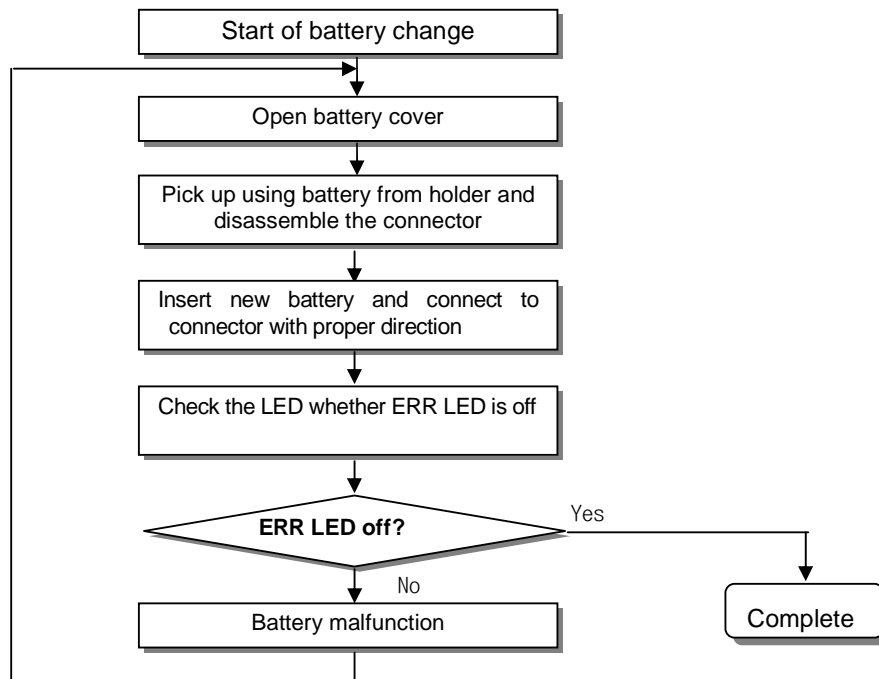 Start of battery change
Open battery cover
Pick up using battery from holder and
disassemble the connector
Insert new battery and connect to
connector with proper direction
Check the LED whether ERR LED is off
ERR LED off?
Yes
No
Battery malfunction
Complete